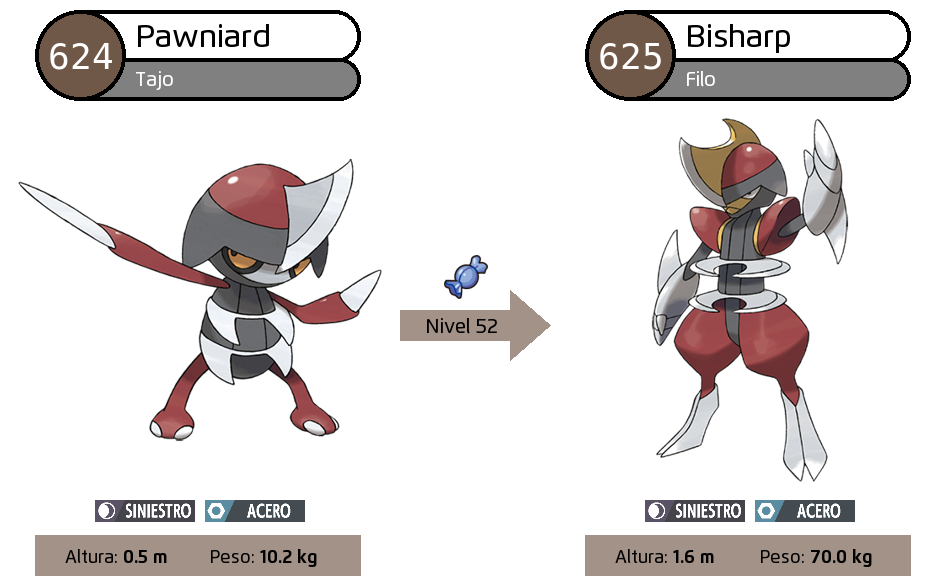 624
Pawniard
Tajo
625
Bisharp
Filo
Nivel 52
SINIESTRO
ACERO
SINIESTRO
ACERO
Altura: 0.5 m
Peso: 10.2 kg
Altura: 1.6 m
Peso: 70.0 kg